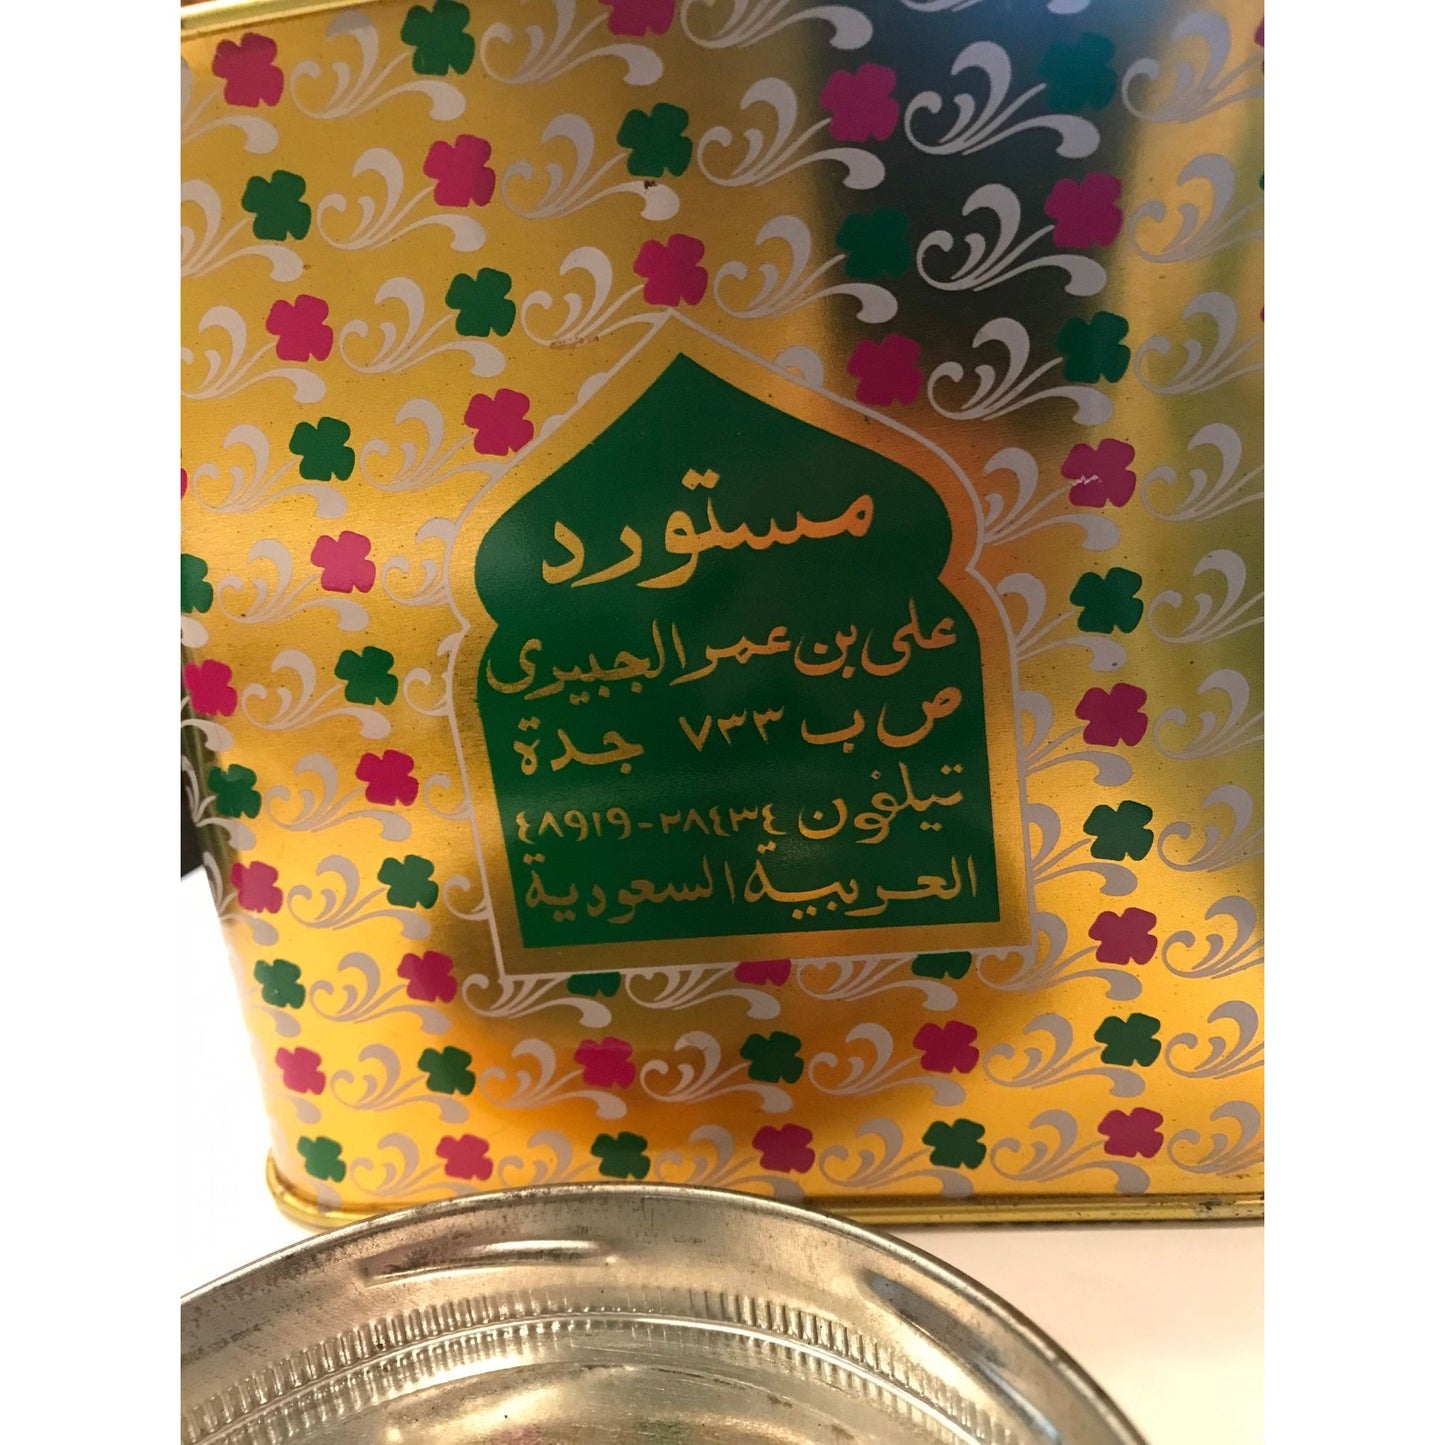 مستورد
على بن عمر الجبيرى
ص ب ٧٣٣ جدة
تيلفون ٢٨٤٣٤-٤٨٩١٩
العربية السعودية